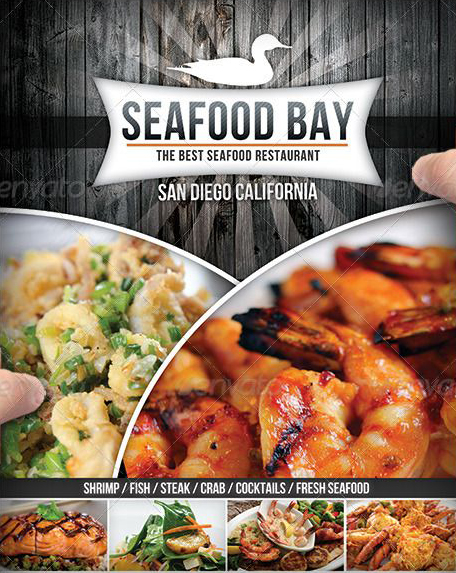 SEAFOOD BAY
THE BEST SEAFOOD RESTAURANT
SAN DIEGO CALIFORNIA
SHRIMP / FISH / STEAK / CRAB / COCKTAILS / FRESH SEAFOOD